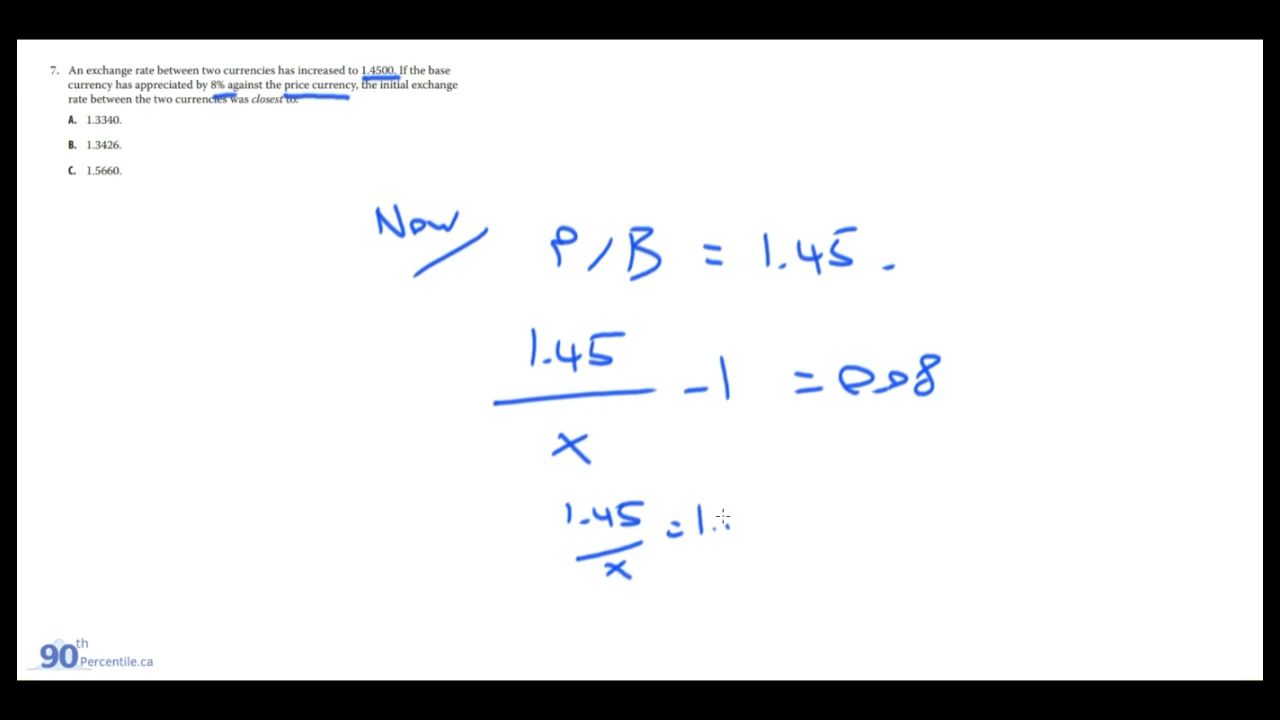 7. An exchange rate between two currencies has increased to 1.4500. If the base
currency has appreciated by 8% against the price currency, the initial exchange
rate between the two currencies was closest to:
A. 1.3340.
B. 1.3426.
C. 1.5660.
Now P/B = 1.45.
1.45
— - 1 = 0.08
x
1.45
— = 1.
x
90th
Percentile.ca